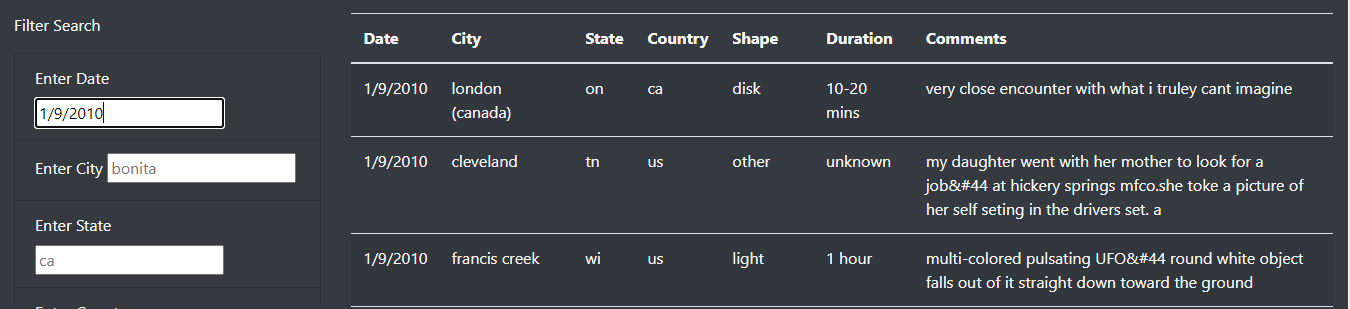 Filter Search
Enter Date
1/9/2010
Enter City bonita
Enter State
ca
Date City State Country Shape Duration Comments
1/9/2010 london on ca disk 10-20 very close encounter with what i truley cant imagine
(canada) mins
1/9/2010 cleveland tn us other unknown my daughter went with her mother to look for a
job&#44 at hickery springs mfco.she toke a picture of
her self seting in the drivers set. a
1/9/2010 francis creek wi us light 1 hour multi-colored pulsating UFO&#44 round white object
falls out of it straight down toward the ground